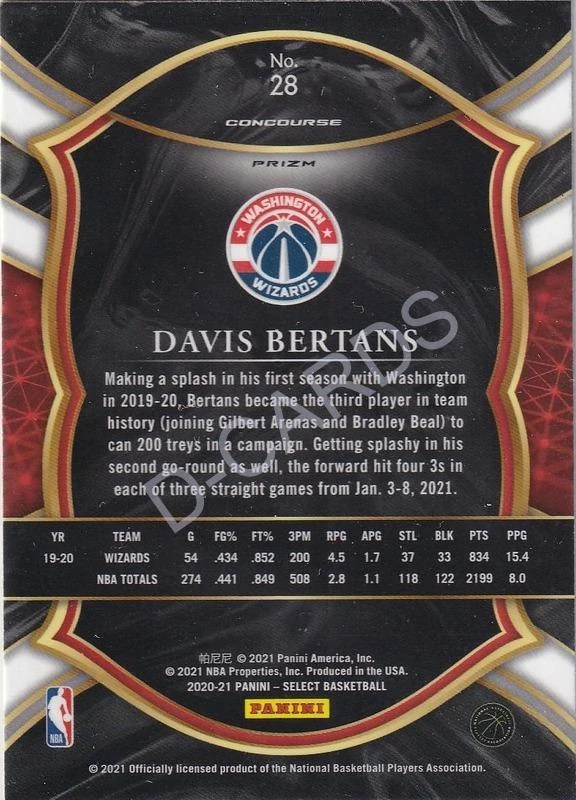 No.
28
CONCOURSE
PRIZM
WASHINGTON
WIZARDS
DAVIS BERTANS
Making a splash in his first season with Washington
in 2019-20, Bertans became the third player in team
history (joining Gilbert Arenas and Bradley Beal) to
can 200 treys in a campaign. Getting splashy in his
second go-round as well, the forward hit four 3s in
each of three straight games from Jan. 3-8, 2021.
D-CARDS
YR TEAM G FG% FT% 3PM RPG APG STL BLK PTS PPG
19-20 WIZARDS 54 .434 .852 200 4.5 1.7 37 33 834 15.4
NBA TOTALS 274 .441 .849 508 2.8 1.1 118 122 2199 8.0
帕尼尼 © 2021 Panini America, Inc.
© 2021 NBA Properties, Inc. Produced in the USA.
2020-21 PANINI – SELECT BASKETBALL
PANINI
NBA
© 2021 Officially licensed product of the National Basketball Players Association.